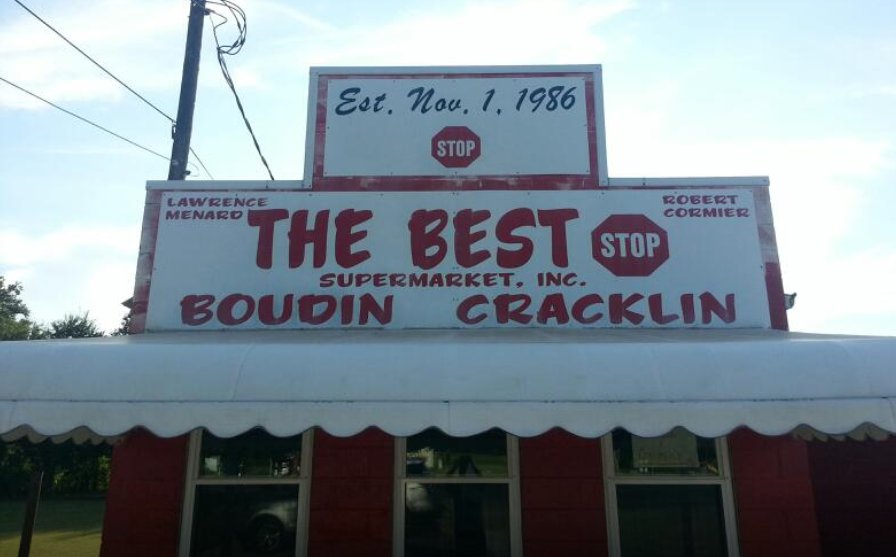 Est. Nov. 1, 1986
STOP
LAWRENCE MENARD
ROBERT CORMIER
THE BEST STOP
SUPERMARKET, INC.
BOUDIN CRACKLIN